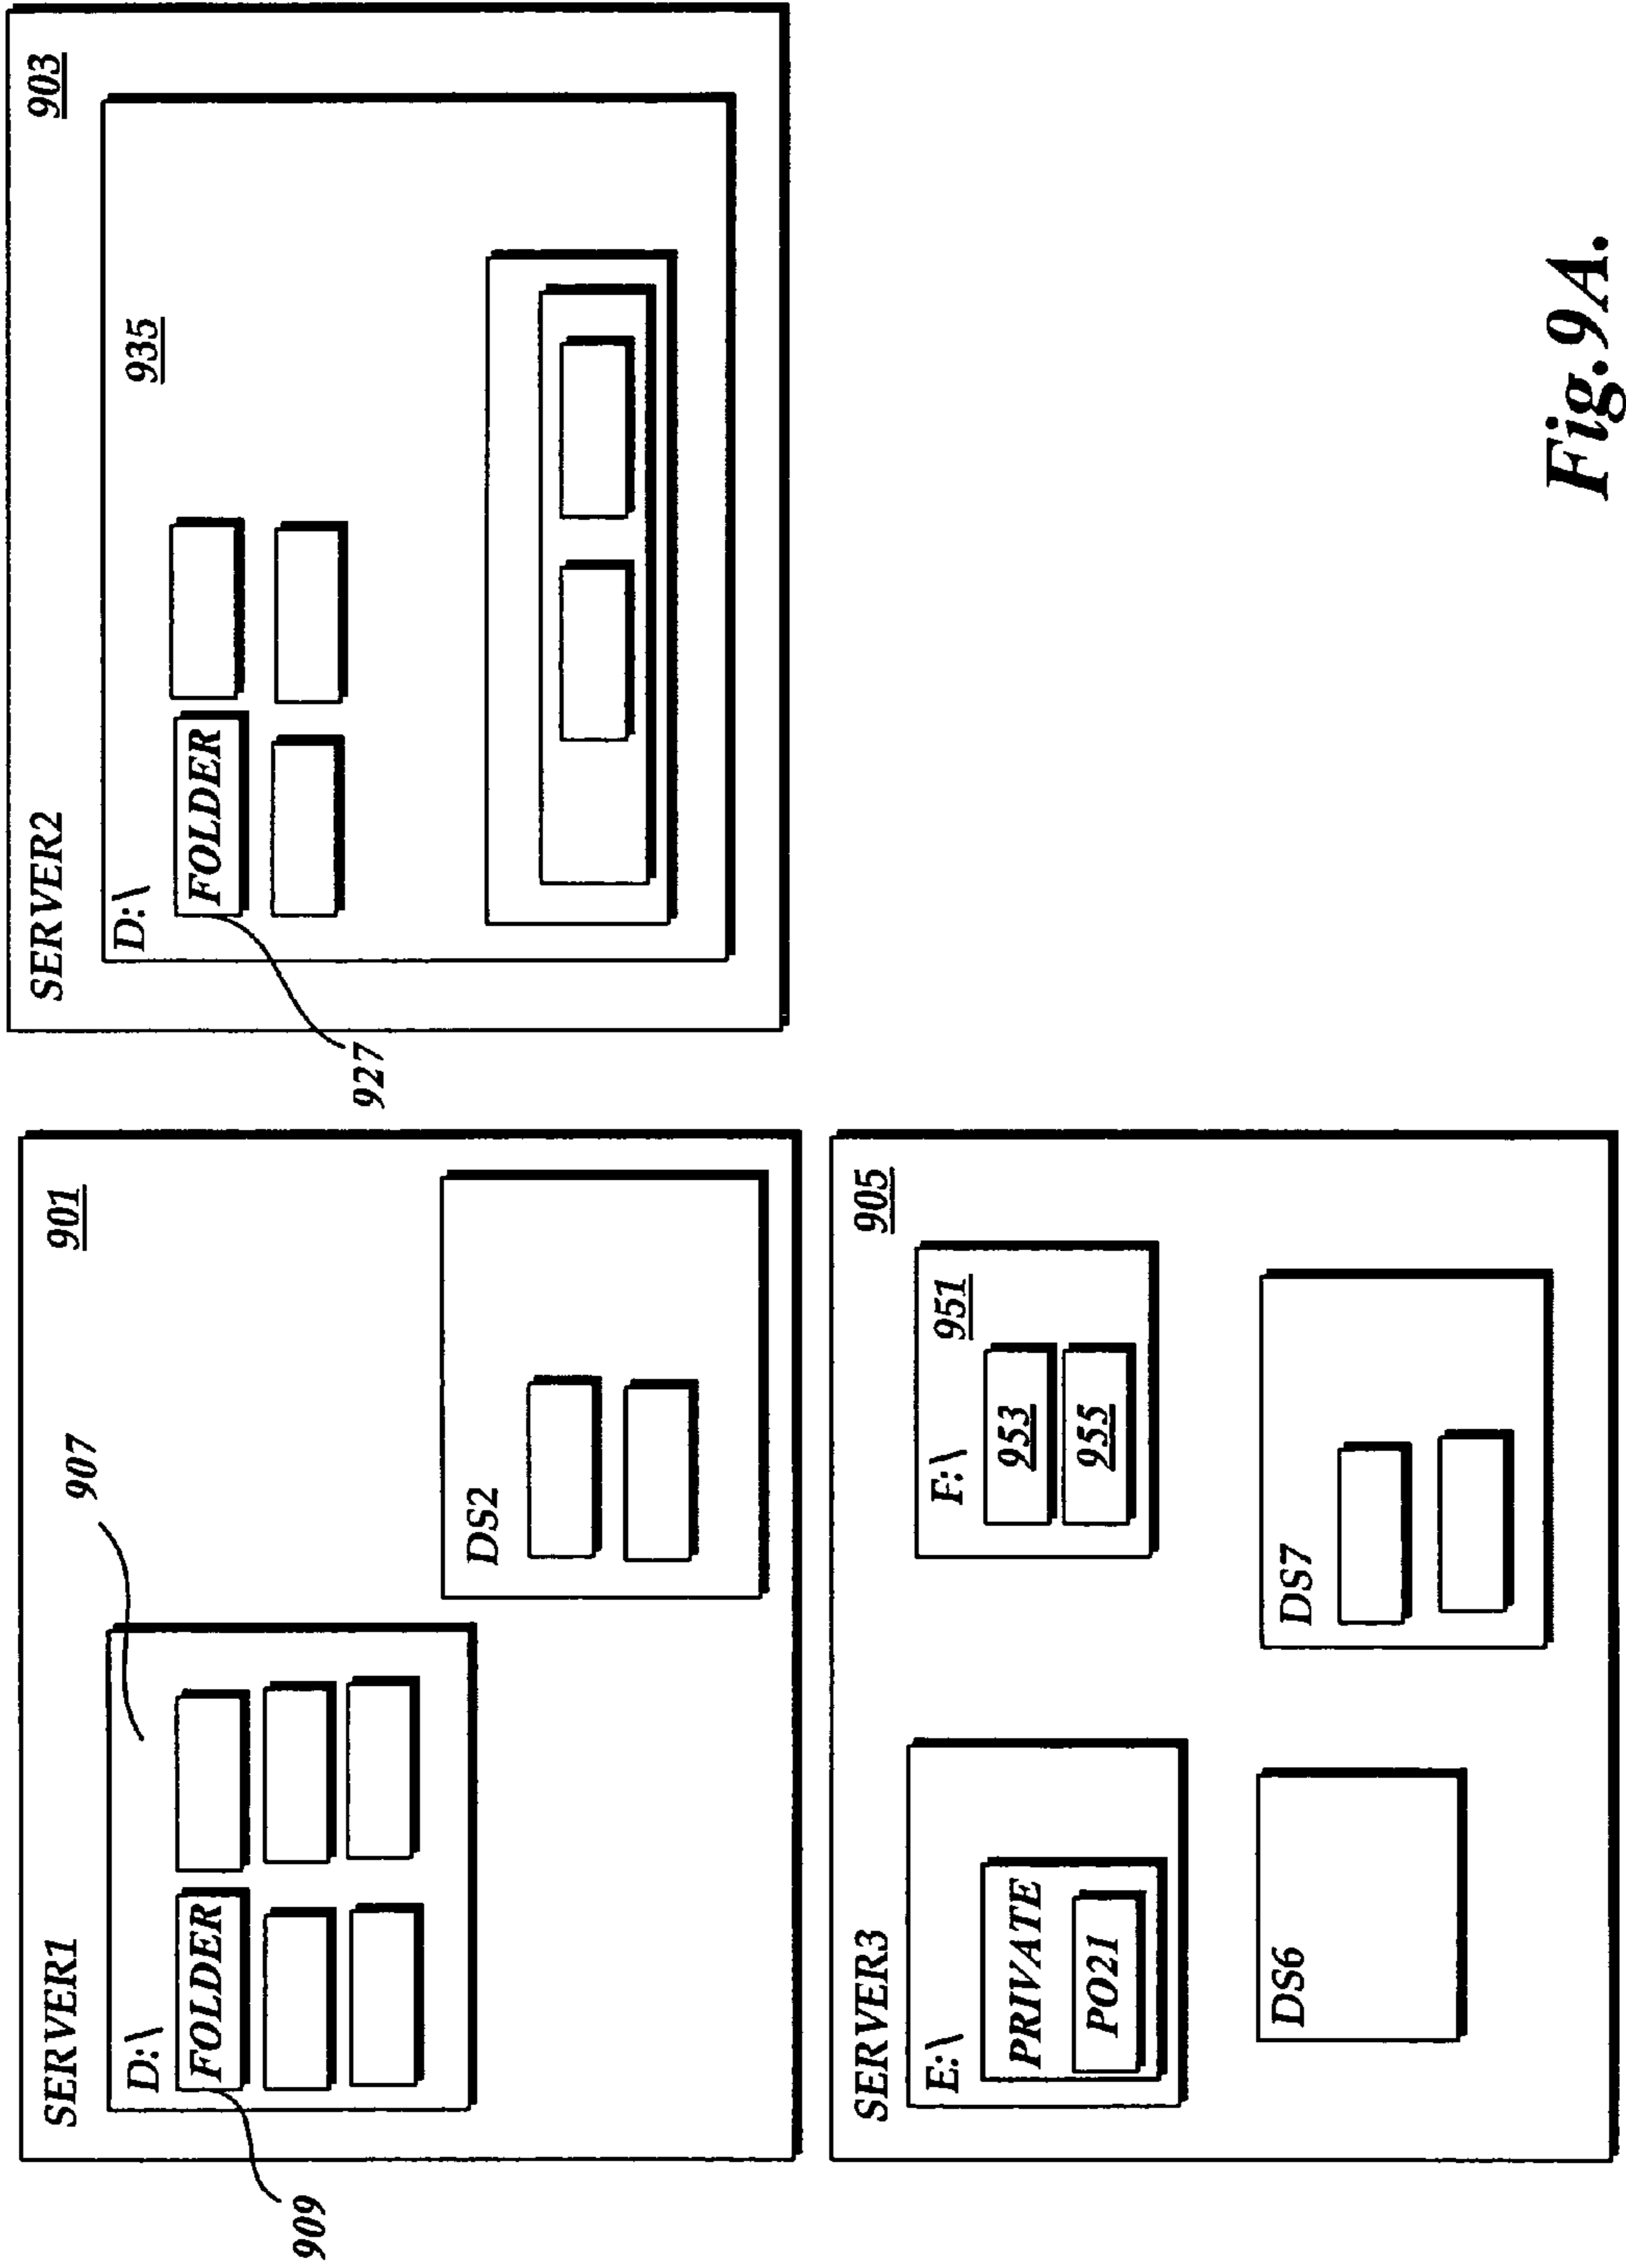 SERVER1
901
907
D:\
FOLDER
909
DS2
SERVER2
903
D:\
935
FOLDER
927
SERVER3
905
E:\
PRIVATE
PO21
F:\
951
953
955
DS6
DS7
Fig.9A.